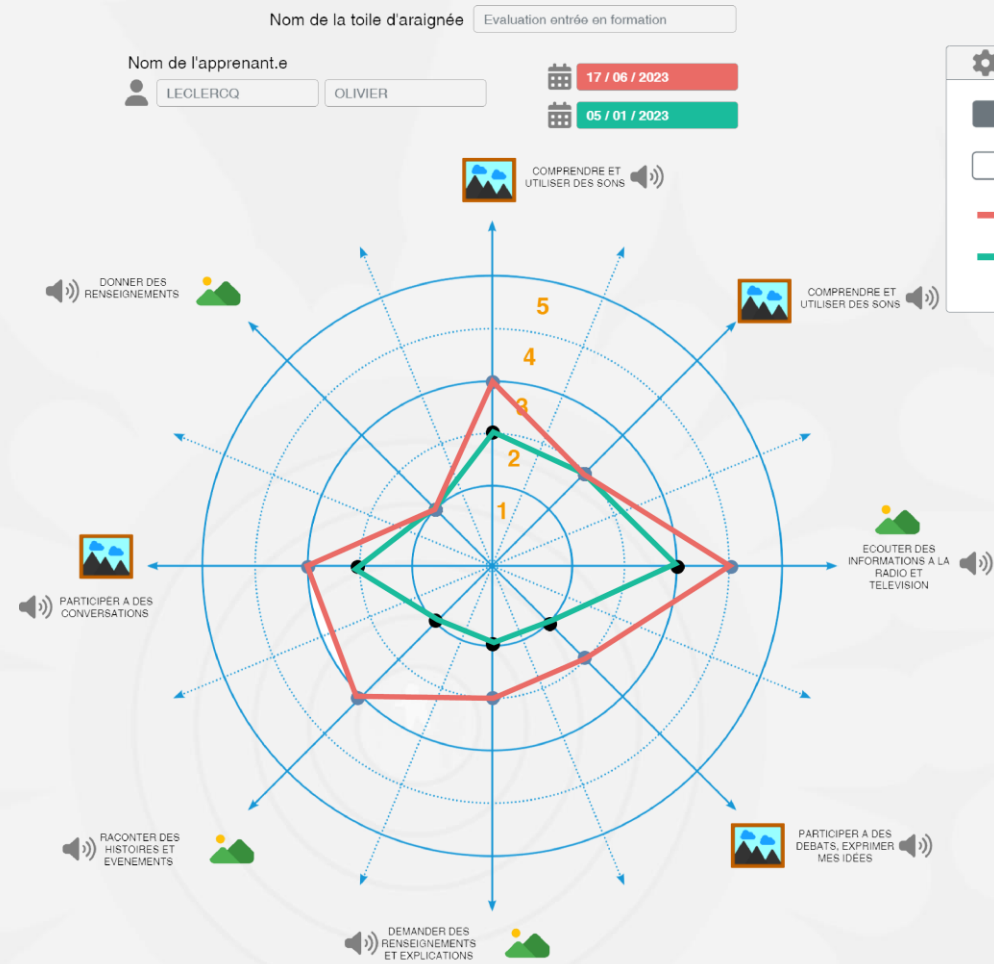 Nom de la toile d'araignée
Evaluation entrée en formation
Nom de l'apprenant.e
LECLERCQ
OLIVIER
17 / 06 / 2023
05 / 01 / 2023
COMPRENDRE ET
UTILISER DES SONS
DONNER DES
RENSEIGNEMENTS
COMPRENDRE ET
UTILISER DES SONS
5
4
3
2
1
ECOUTER DES
INFORMATIONS A LA
RADIO ET
TELEVISION
PARTICIPER A DES
CONVERSATIONS
RACONTER DES
HISTOIRES ET
EVENEMENTS
PARTICIPER A DES
DEBATS, EXPRIMER
MES IDÉES
DEMANDER DES
RENSEIGNEMENTS
ET EXPLICATIONS